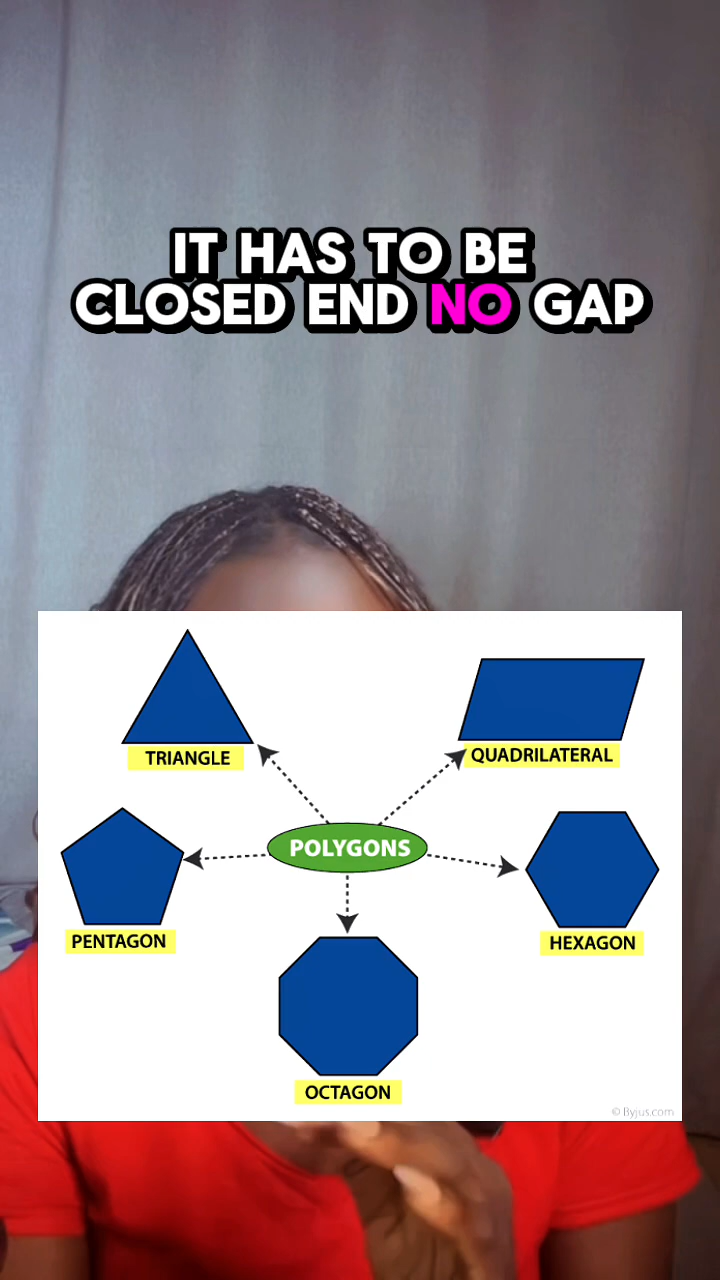 IT HAS TO BE
CLOSED END NO GAP
TRIANGLE
QUADRILATERAL
POLYGONS
PENTAGON
HEXAGON
OCTAGON
© Byjus.com